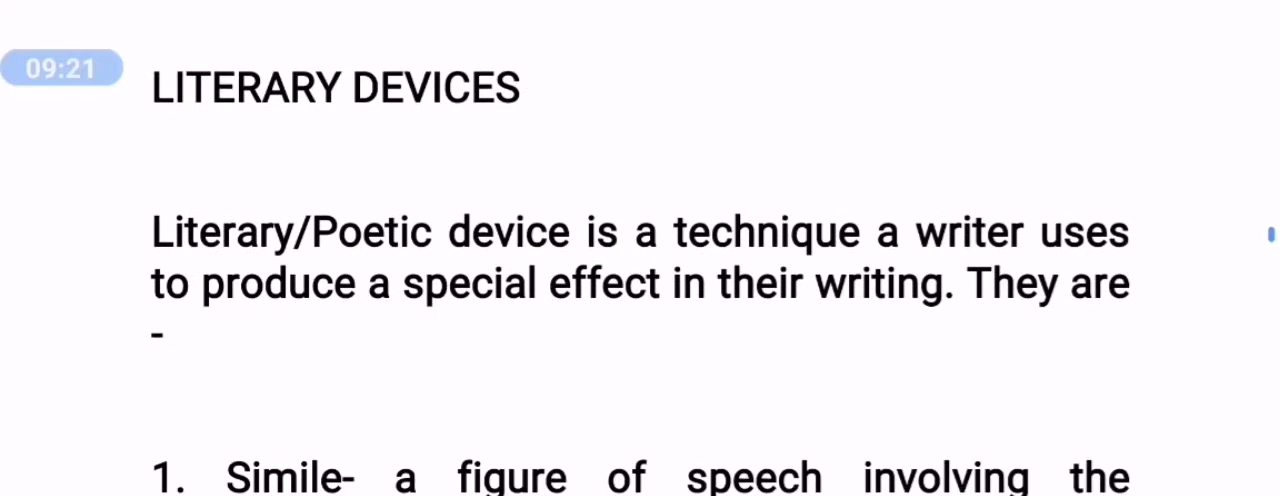 09:21
LITERARY DEVICES
Literary/Poetic device is a technique a writer uses
to produce a special effect in their writing. They are
-
1. Simile- a figure of speech involving the